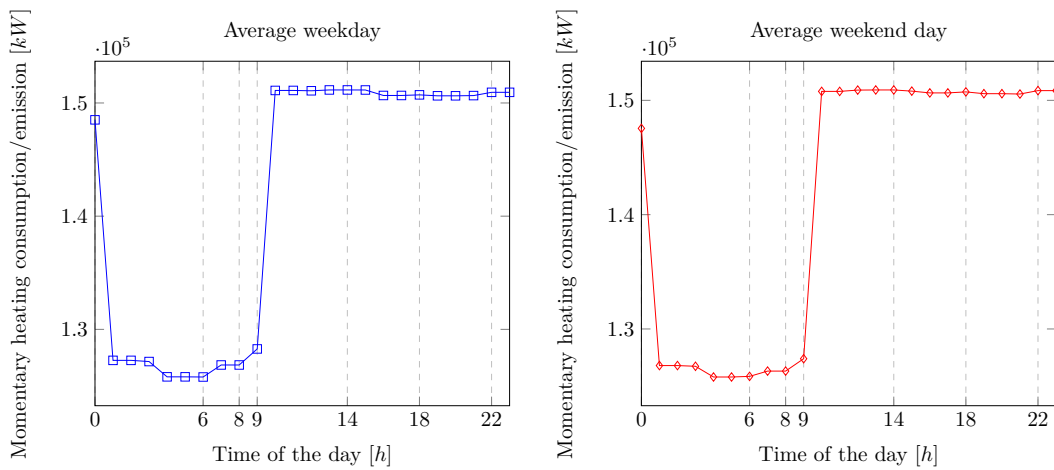 Average weekday
·10^5
Momentary heating consumption/emission [kW]
1.5
1.4
1.3
0 6 8 9 14 18 22
Time of the day [h]
Average weekend day
·10^5
Momentary heating consumption/emission [kW]
1.5
1.4
1.3
0 6 8 9 14 18 22
Time of the day [h]